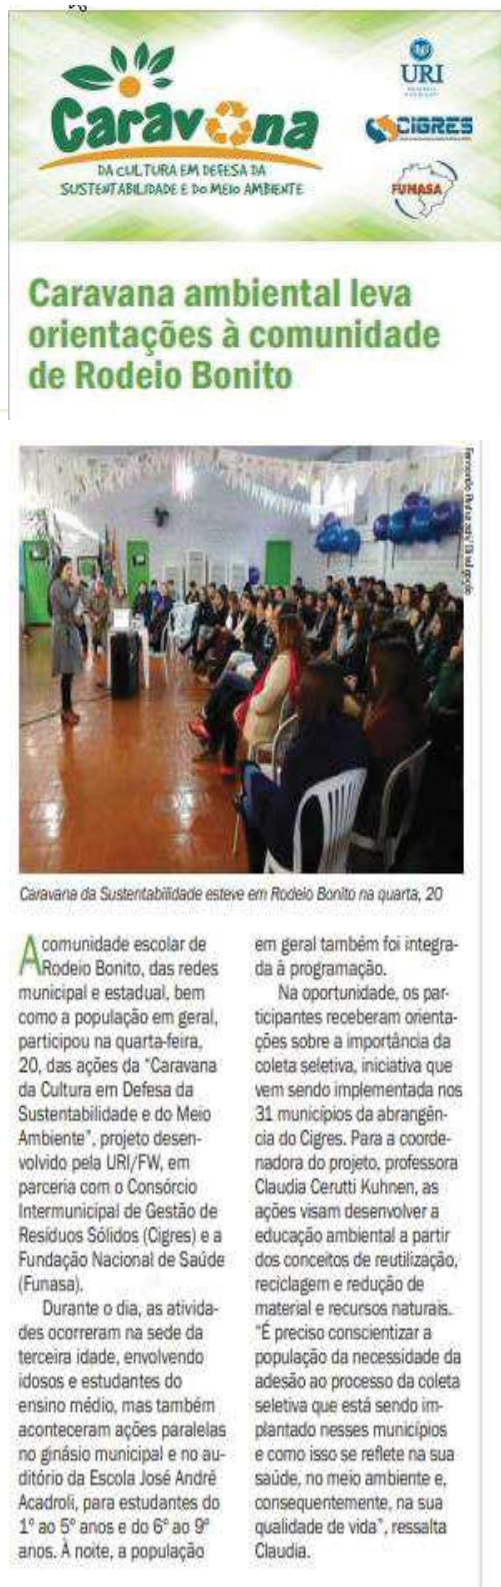 Caravana
DA CULTURA EM DEFESA DA
SUSTENTABILIDADE E DO MEIO AMBIENTE
URI
CIGRES
FUNASA
Caravana ambiental leva
orientações à comunidade
de Rodeio Bonito
Caravana da Sustentabilidade esteve em Rodeio Bonito na quarta, 20
A comunidade escolar de
Rodeio Bonito, das redes
municipal e estadual, bem
como a população em geral,
participou na quarta-feira,
20, das ações da “Caravana
da Cultura em Defesa da
Sustentabilidade e do Meio
Ambiente”, projeto desen-
volvido pela URI/FW, em
parceria com o Consórcio
Intermunicipal de Gestão de
Resíduos Sólidos (Cigres) e a
Fundação Nacional de Saúde
(Funasa).
Durante o dia, as ativida-
des ocorreram na sede da
terceira idade, envolvendo
idosos e estudantes do
ensino médio, mas também
aconteceram ações paralelas
no ginásio municipal e no au-
ditório da Escola José André
Acadroli, para estudantes do
1º ao 5º anos e do 6º ao 9º
anos. À noite, a população
em geral também foi integra-
da à programação.
Na oportunidade, os par-
ticipantes receberam orienta-
ções sobre a importância da
coleta seletiva, iniciativa que
vem sendo implementada nos
31 municípios da abrangên-
cia do Cigres. Para a coorde-
nadora do projeto, professora
Claudia Cerutti Kuhnen, as
ações visam desenvolver a
educação ambiental a partir
dos conceitos de reutilização,
reciclagem e redução de
material e recursos naturais.
“É preciso conscientizar a
população da necessidade da
adesão ao processo da coleta
seletiva que está sendo im-
plantado nesses municípios
e como isso se reflete na sua
saúde, no meio ambiente e,
consequentemente, na sua
qualidade de vida”, ressalta
Claudia.